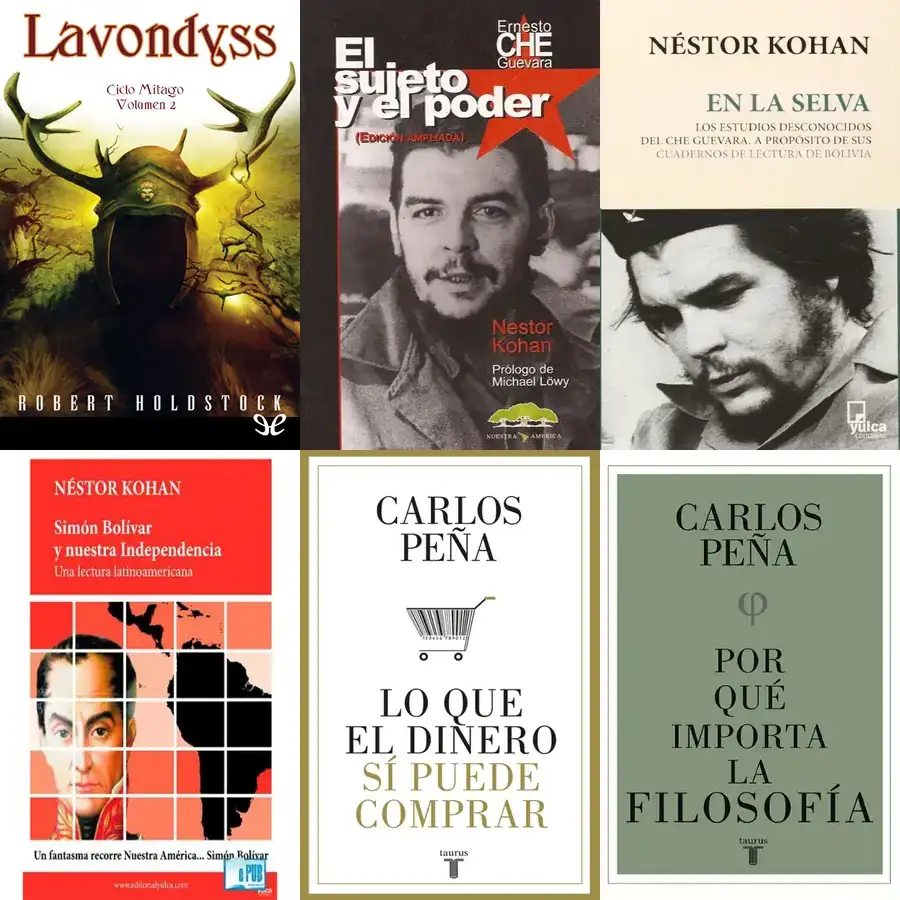 Lavondyss
Ciclo Mitago
Volumen 2
ROBERT HOLDSTOCK
Ernesto
CHE
Guevara
El
sujeto
y el poder
(EDICIÓN AMPLIADA)
Nestor
Kohan
Prólogo de
Michael Löwy
NUESTRA AMÉRICA
NÉSTOR KOHAN
EN LA SELVA
LOS ESTUDIOS DESCONOCIDOS
DEL CHE GUEVARA. A PROPÓSITO DE SUS
CUADERNOS DE LECTURA DE BOLIVIA
yulca
EDITORIAL
NÉSTOR KOHAN
Simón Bolívar
y nuestra Independencia
Una lectura latinoamericana
Un fantasma recorre Nuestra América... Simón Bolívar
e PUB
www.editorialyulca.com
CARLOS
PEÑA
123456 789012
LO QUE
EL DINERO
SÍ PUEDE
COMPRAR
taurus
CARLOS
PEÑA
φ
POR
QUÉ
IMPORTA
LA
FILOSOFÍA
taurus